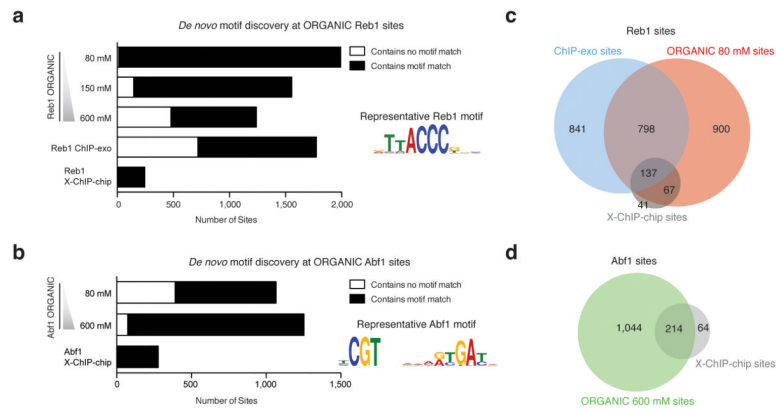 a
De novo motif discovery at ORGANIC Reb1 sites
Contains no motif match
Contains motif match
Reb1 ORGANIC
80 mM
150 mM
600 mM
Reb1 ChIP-exo
Reb1
X-ChIP-chip
0
500
1,000
1,500
2,000
Number of Sites
Representative Reb1 motif
TTACCCG
b
De novo motif discovery at ORGANIC Abf1 sites
Contains no motif match
Contains motif match
Abf1 ORGANIC
80 mM
600 mM
Abf1
X-ChIP-chip
0
500
1,000
1,500
Number of Sites
Representative Abf1 motif
CGT
GTGAT
c
Reb1 sites
ChIP-exo sites
ORGANIC 80 mM sites
841
798
900
137
67
41
X-ChIP-chip sites
d
Abf1 sites
1,044
214
64
X-ChIP-chip sites
ORGANIC 600 mM sites